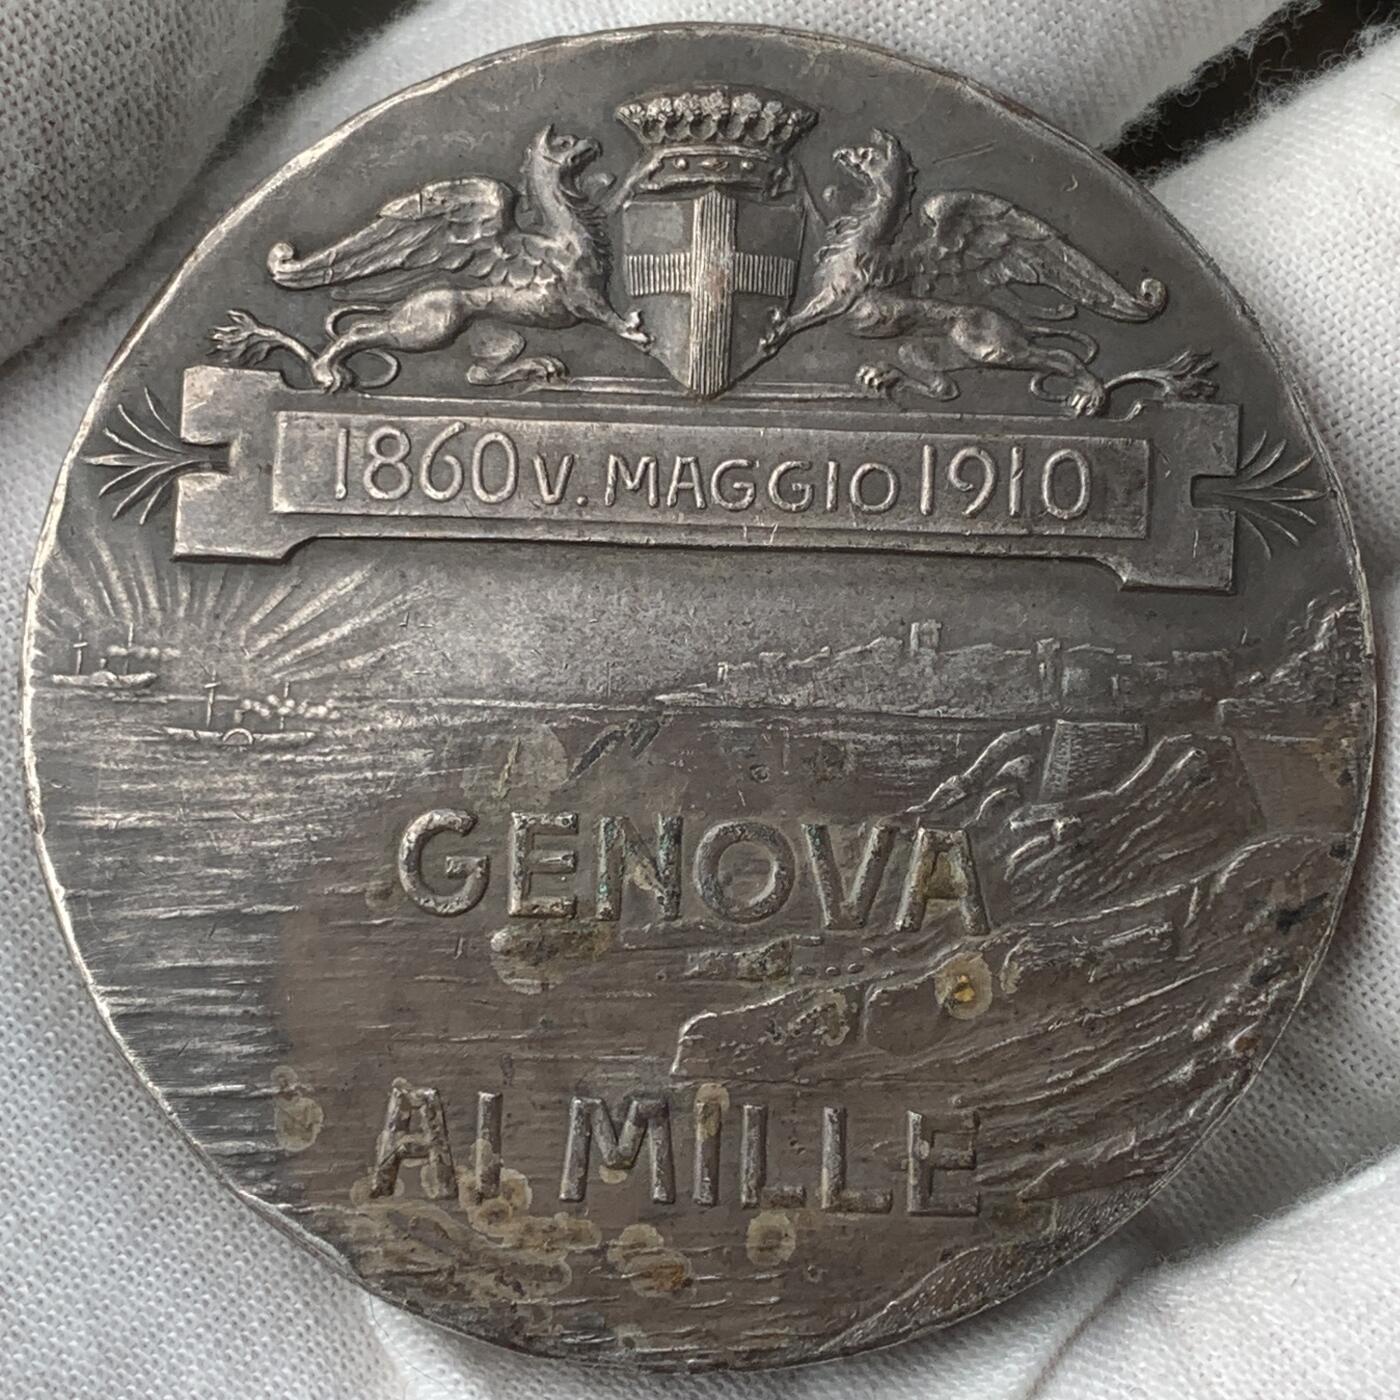 1860 V. MAGGIO 1910
GENOVA
AI MILLE